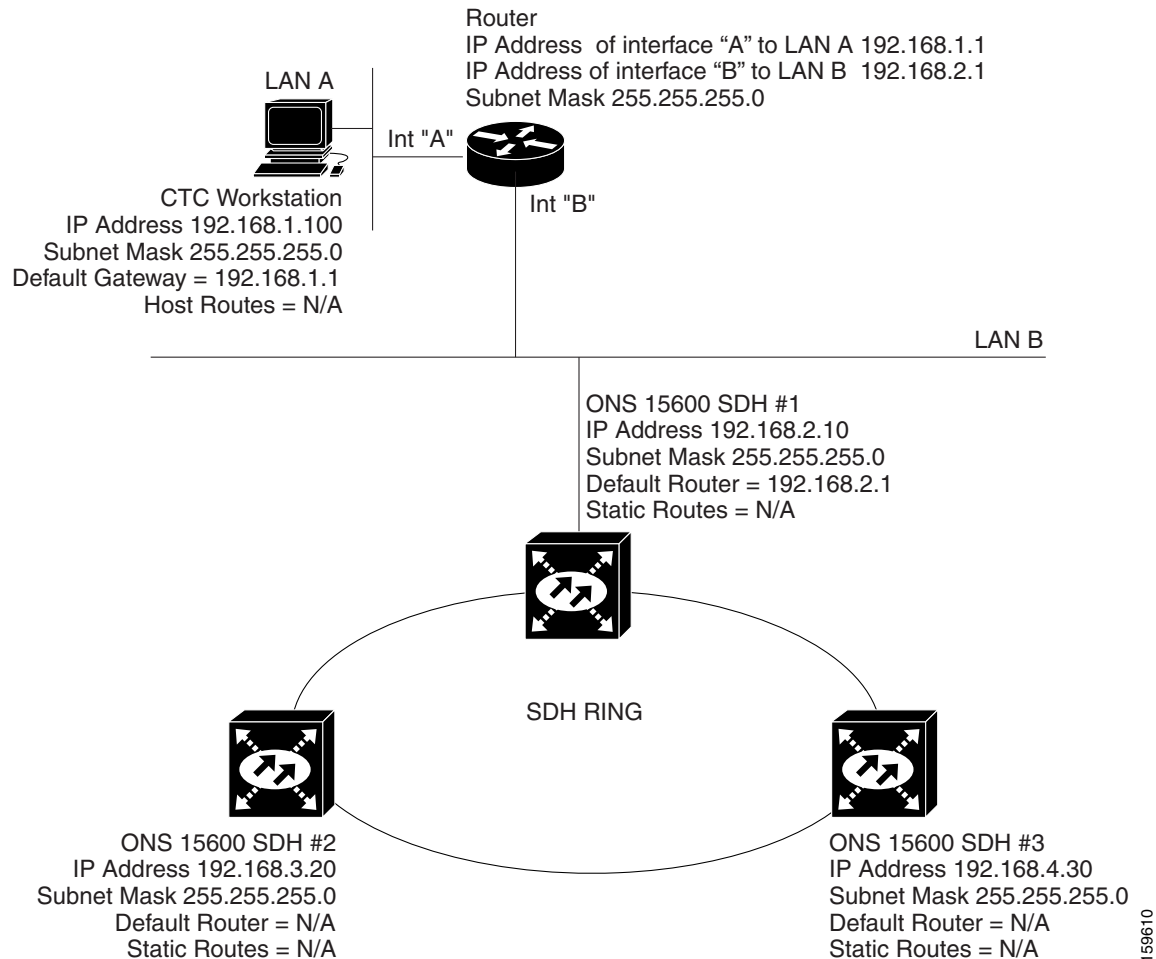 Router
IP Address  of interface “A” to LAN A 192.168.1.1
IP Address of interface “B” to LAN B  192.168.2.1
Subnet Mask 255.255.255.0
LAN A
Int "A"
Int "B"
CTC Workstation
IP Address 192.168.1.100
Subnet Mask 255.255.255.0
Default Gateway = 192.168.1.1
Host Routes = N/A
LAN B
ONS 15600 SDH #1
IP Address 192.168.2.10
Subnet Mask 255.255.255.0
Default Router = 192.168.2.1
Static Routes = N/A
SDH RING
ONS 15600 SDH #2
IP Address 192.168.3.20
Subnet Mask 255.255.255.0
Default Router = N/A
Static Routes = N/A
ONS 15600 SDH #3
IP Address 192.168.4.30
Subnet Mask 255.255.255.0
Default Router = N/A
Static Routes = N/A
159610